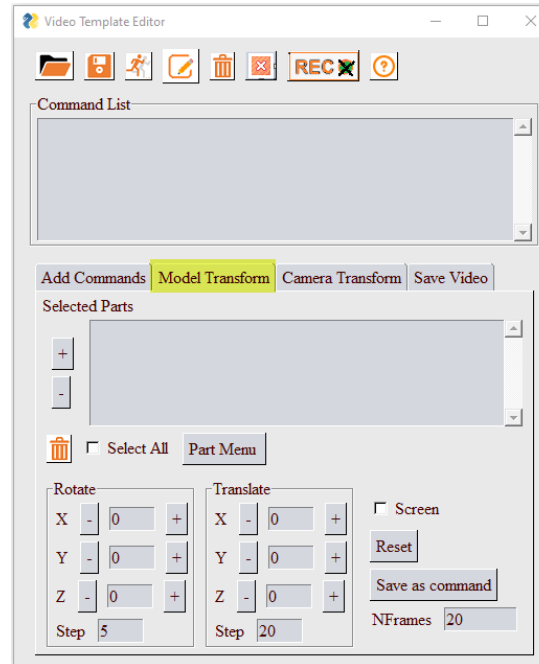 Video Template Editor
REC
Command List
Add Commands Model Transform Camera Transform Save Video
Selected Parts
+
-
Select All Part Menu
Rotate Translate
X - 0 + X - 0 + Screen
Y - 0 + Y - 0 + Reset
Z - 0 + Z - 0 + Save as command
Step 5 Step 20 NFrames 20